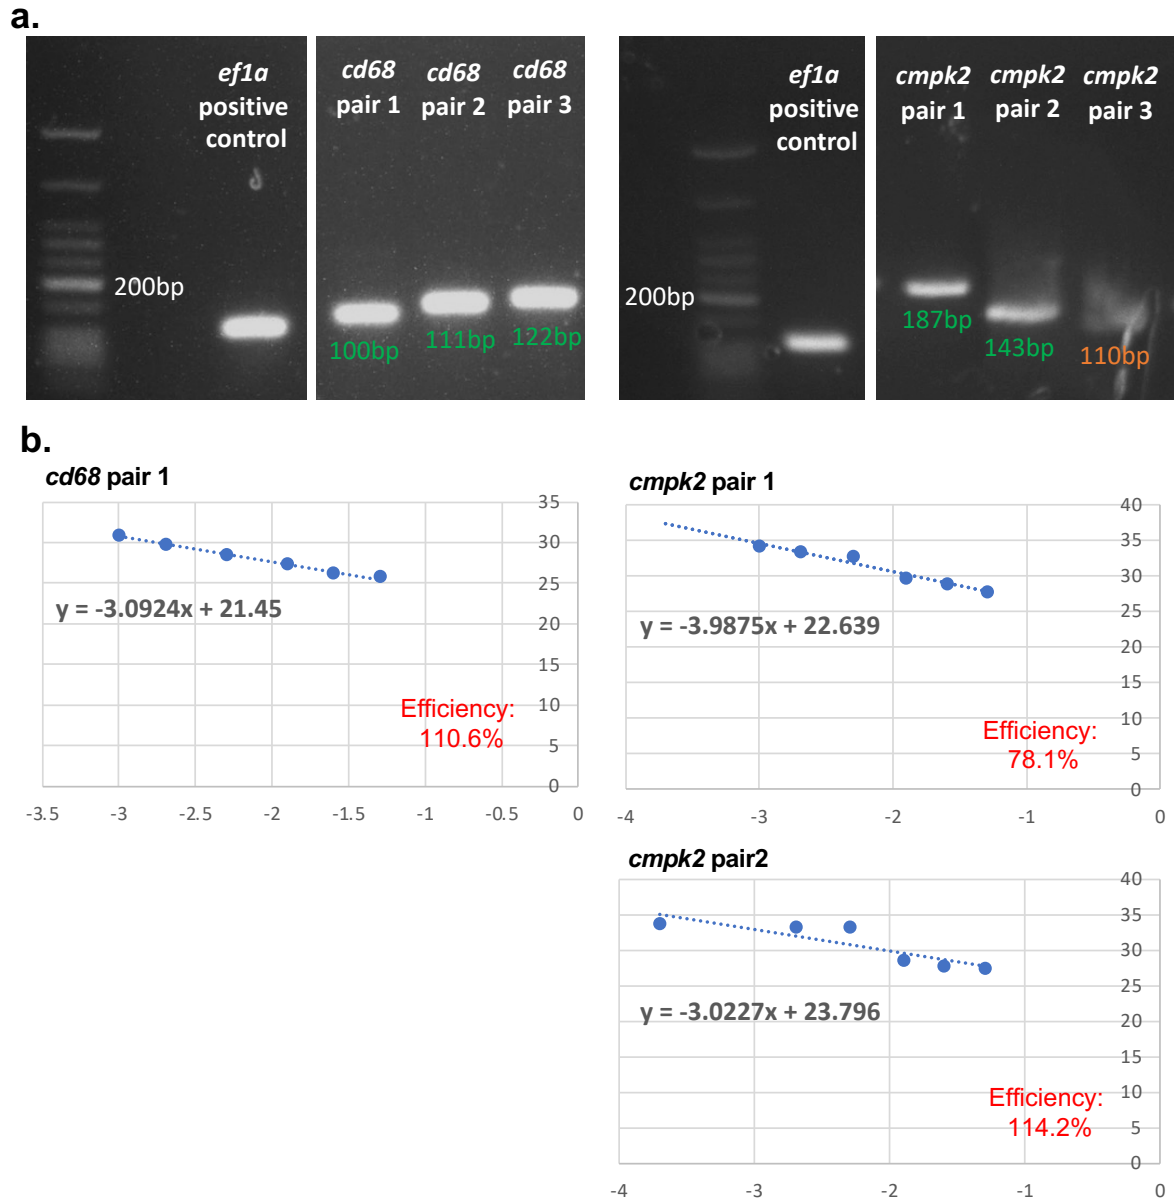 a.
ef1a
positive
control
cd68
pair 1
cd68
pair 2
cd68
pair 3
200bp
100bp
111bp
122bp
ef1a
positive
control
cmpk2
pair 1
cmpk2
pair 2
cmpk2
pair 3
200bp
187bp
143bp
110bp
b.
cd68 pair 1
35
30
25
20
15
10
5
0
y = -3.0924x + 21.45
Efficiency:
110.6%
-3.5 -3 -2.5 -2 -1.5 -1 -0.5 0
cmpk2 pair 1
40
35
30
25
20
15
10
5
0
y = -3.9875x + 22.639
Efficiency:
78.1%
-4 -3 -2 -1 0
cmpk2 pair2
40
35
30
25
20
15
10
5
0
y = -3.0227x + 23.796
Efficiency:
114.2%
-4 -3 -2 -1 0